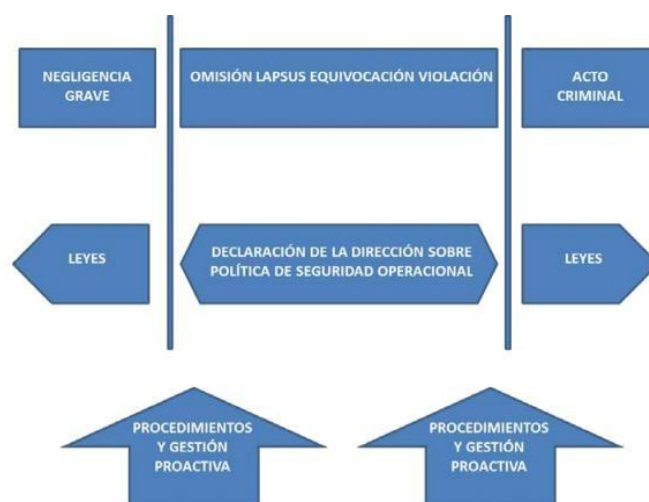 NEGLIGENCIA
GRAVE
OMISIÓN LAPSUS EQUIVOCACIÓN VIOLACIÓN
ACTO
CRIMINAL
LEYES
DECLARACIÓN DE LA DIRECCIÓN SOBRE
POLÍTICA DE SEGURIDAD OPERACIONAL
LEYES
PROCEDIMIENTOS
Y GESTIÓN
PROACTIVA
PROCEDIMIENTOS
Y GESTIÓN
PROACTIVA